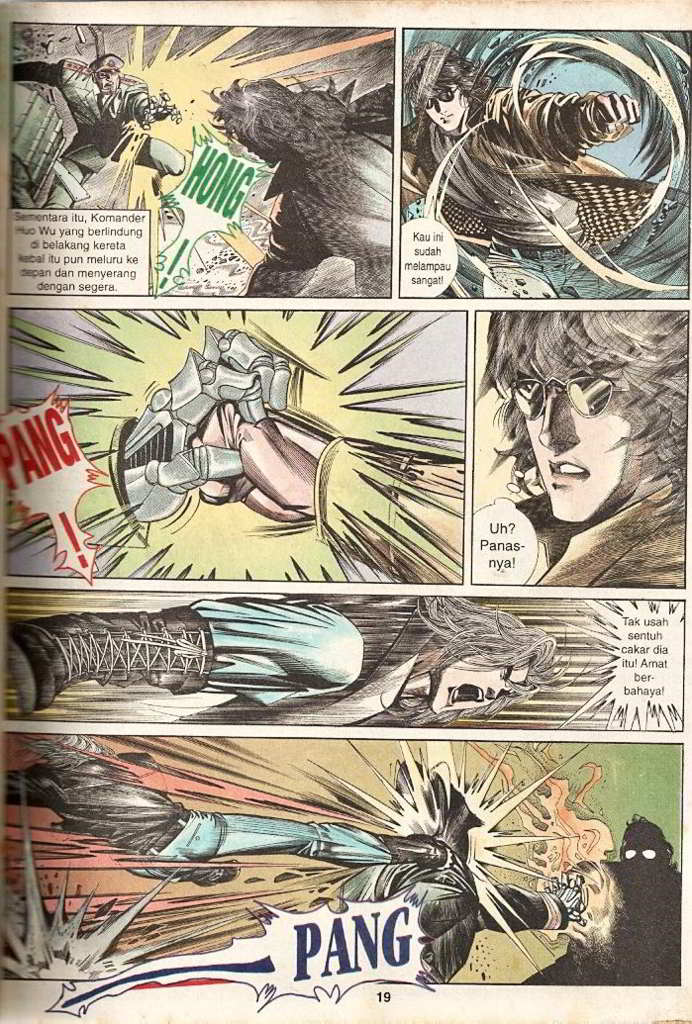 HONG
!
Sementara itu, Komander
Huo Wu yang berlindung
di belakang kereta
kebal itu pun meluru ke
depan dan menyerang
dengan segera.
Kau ini
sudah
melampau
sangat!
PANG
!
Uh?
Panas-
nya!
Tak usah
sentuh
cakar dia
itu! Amat
ber-
bahaya!
PANG
19